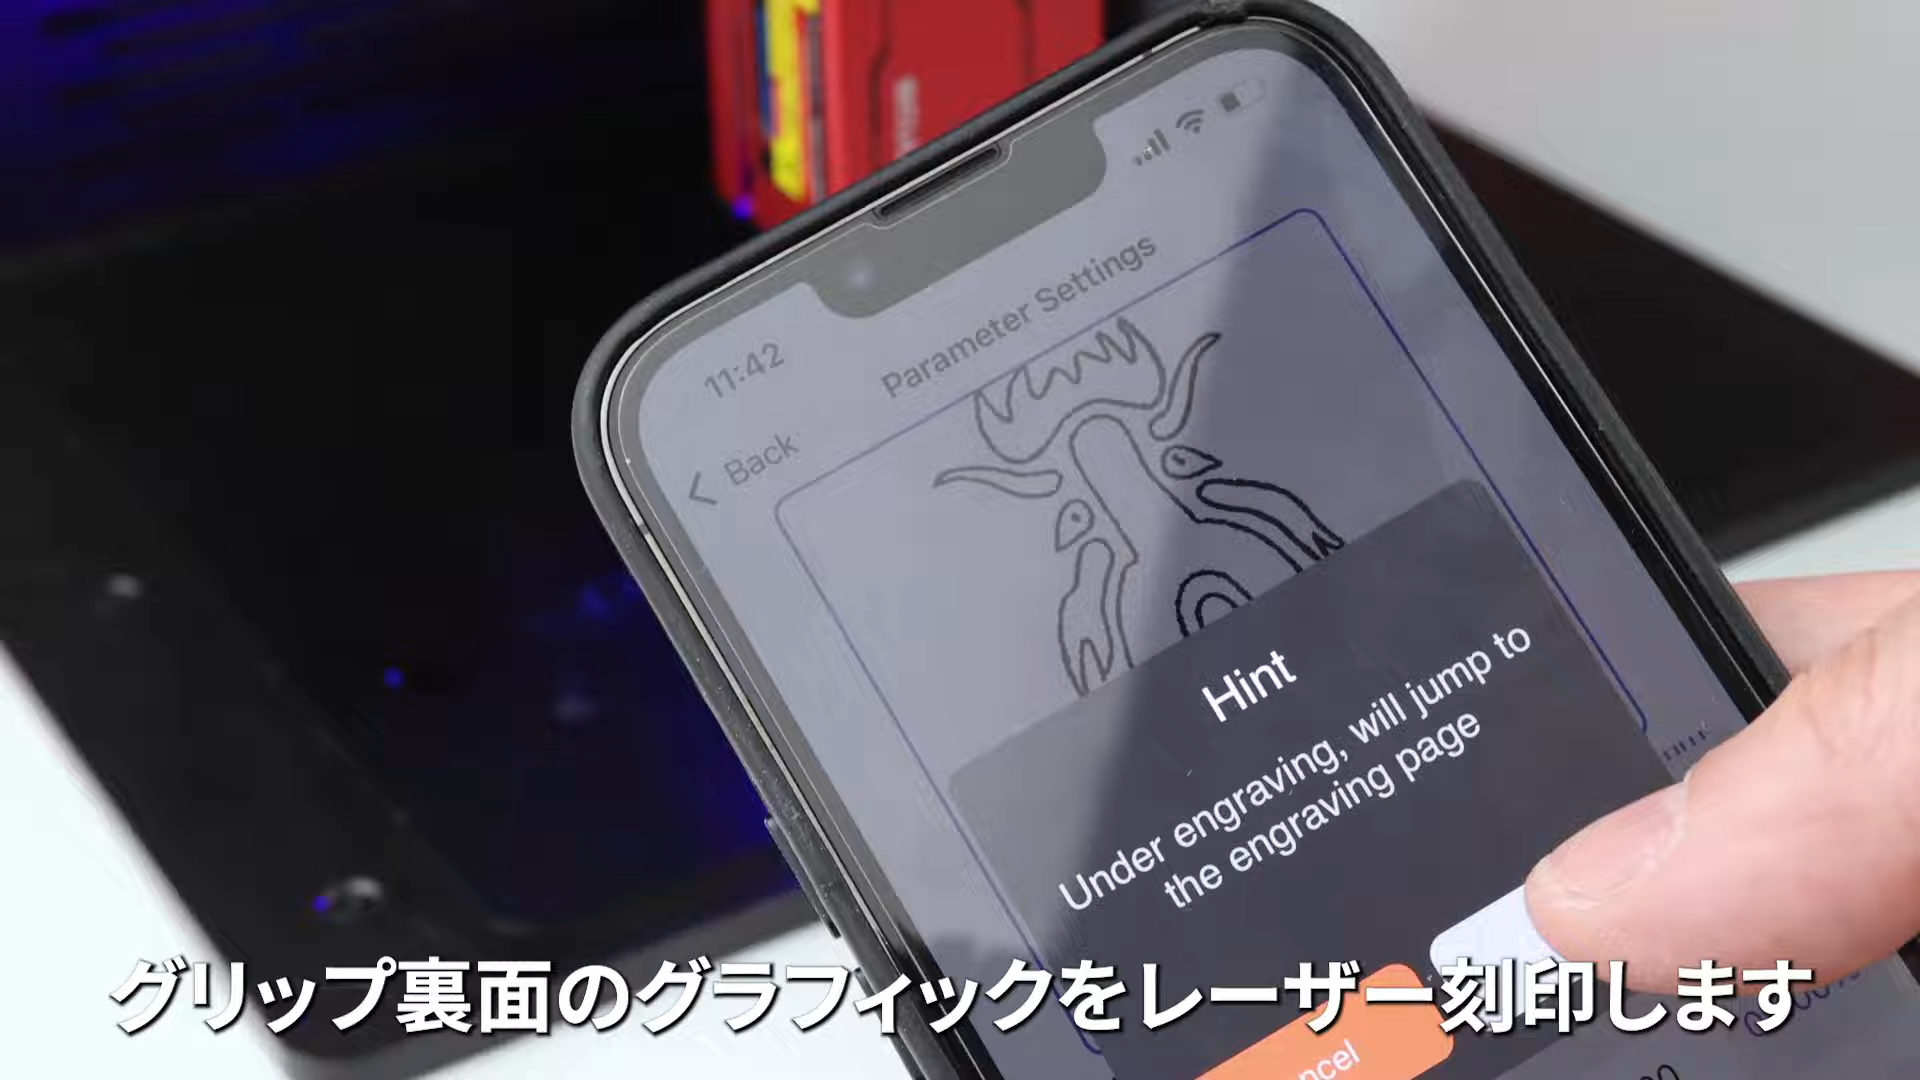 11:42
Back
Parameter Settings
Hint
Under engraving, will jump to
the engraving page
ncel
グリップ裏面のグラフィックをレーザー刻印します